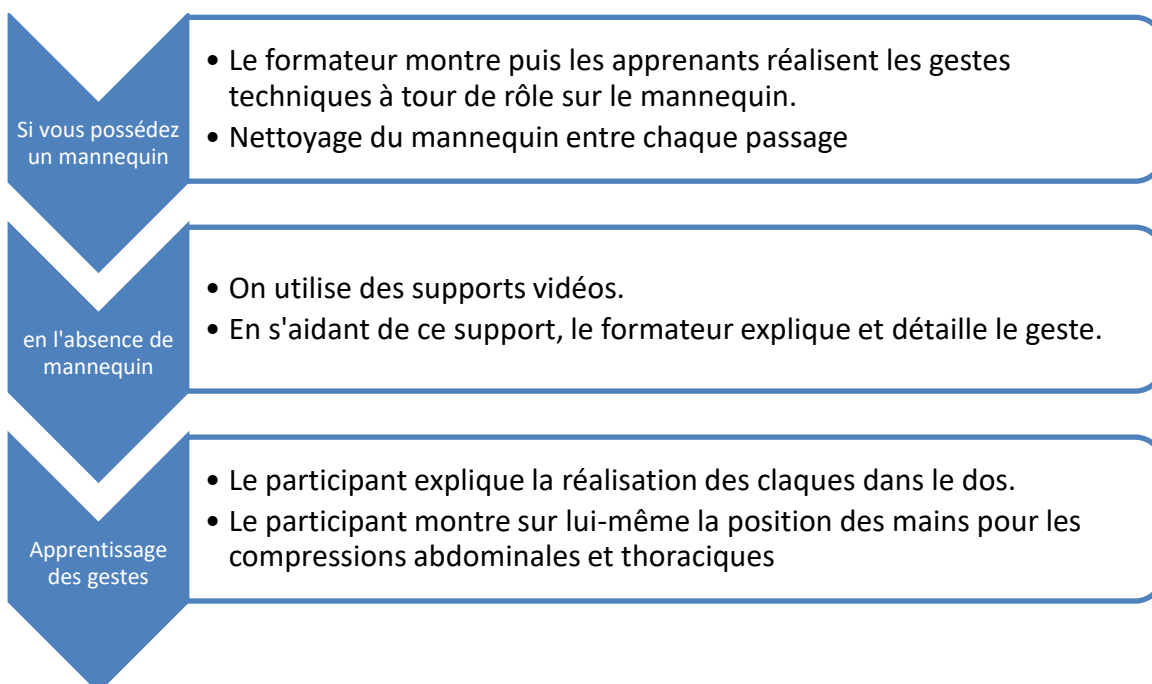 Si vous possédez
un mannequin
• Le formateur montre puis les apprenants réalisent les gestes
techniques à tour de rôle sur le mannequin.
• Nettoyage du mannequin entre chaque passage
en l'absence de
mannequin
• On utilise des supports vidéos.
• En s'aidant de ce support, le formateur explique et détaille le geste.
Apprentissage
des gestes
• Le participant explique la réalisation des claques dans le dos.
• Le participant montre sur lui-même la position des mains pour les
compressions abdominales et thoraciques